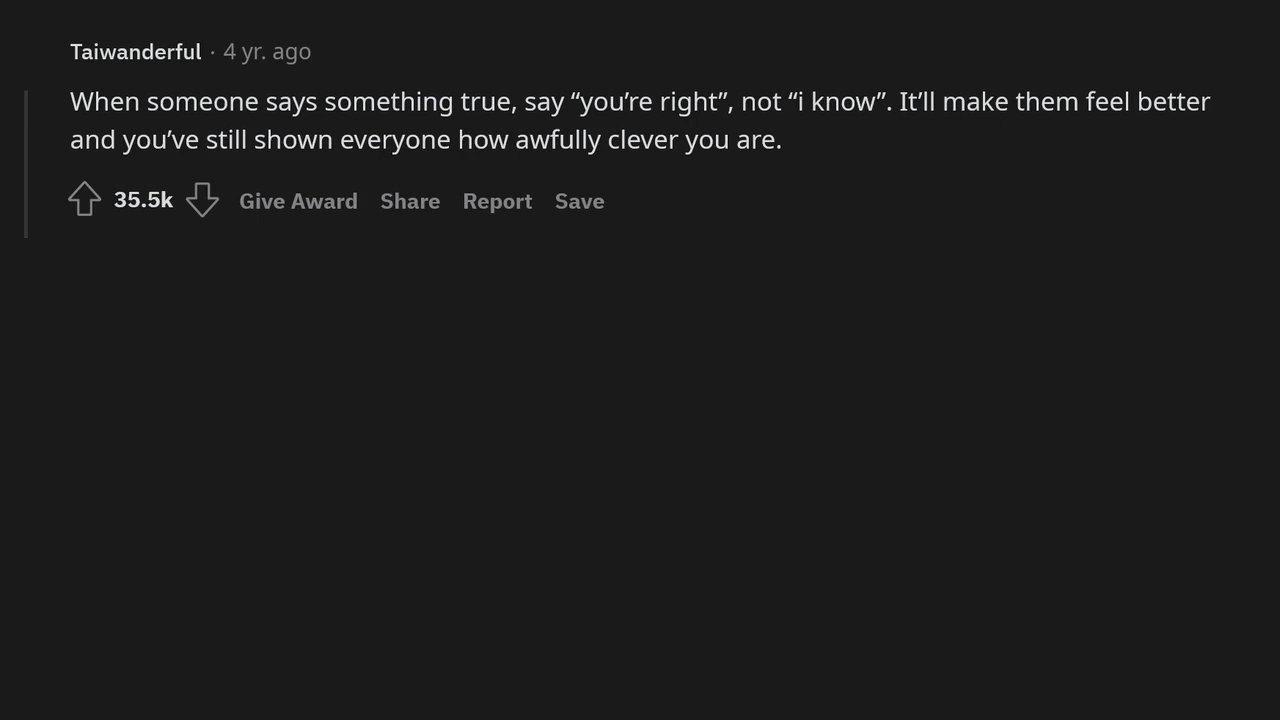 Taiwanderful · 4 yr. ago
When someone says something true, say “you’re right”, not “i know”. It’ll make them feel better
and you’ve still shown everyone how awfully clever you are.
35.5k Give Award Share Report Save